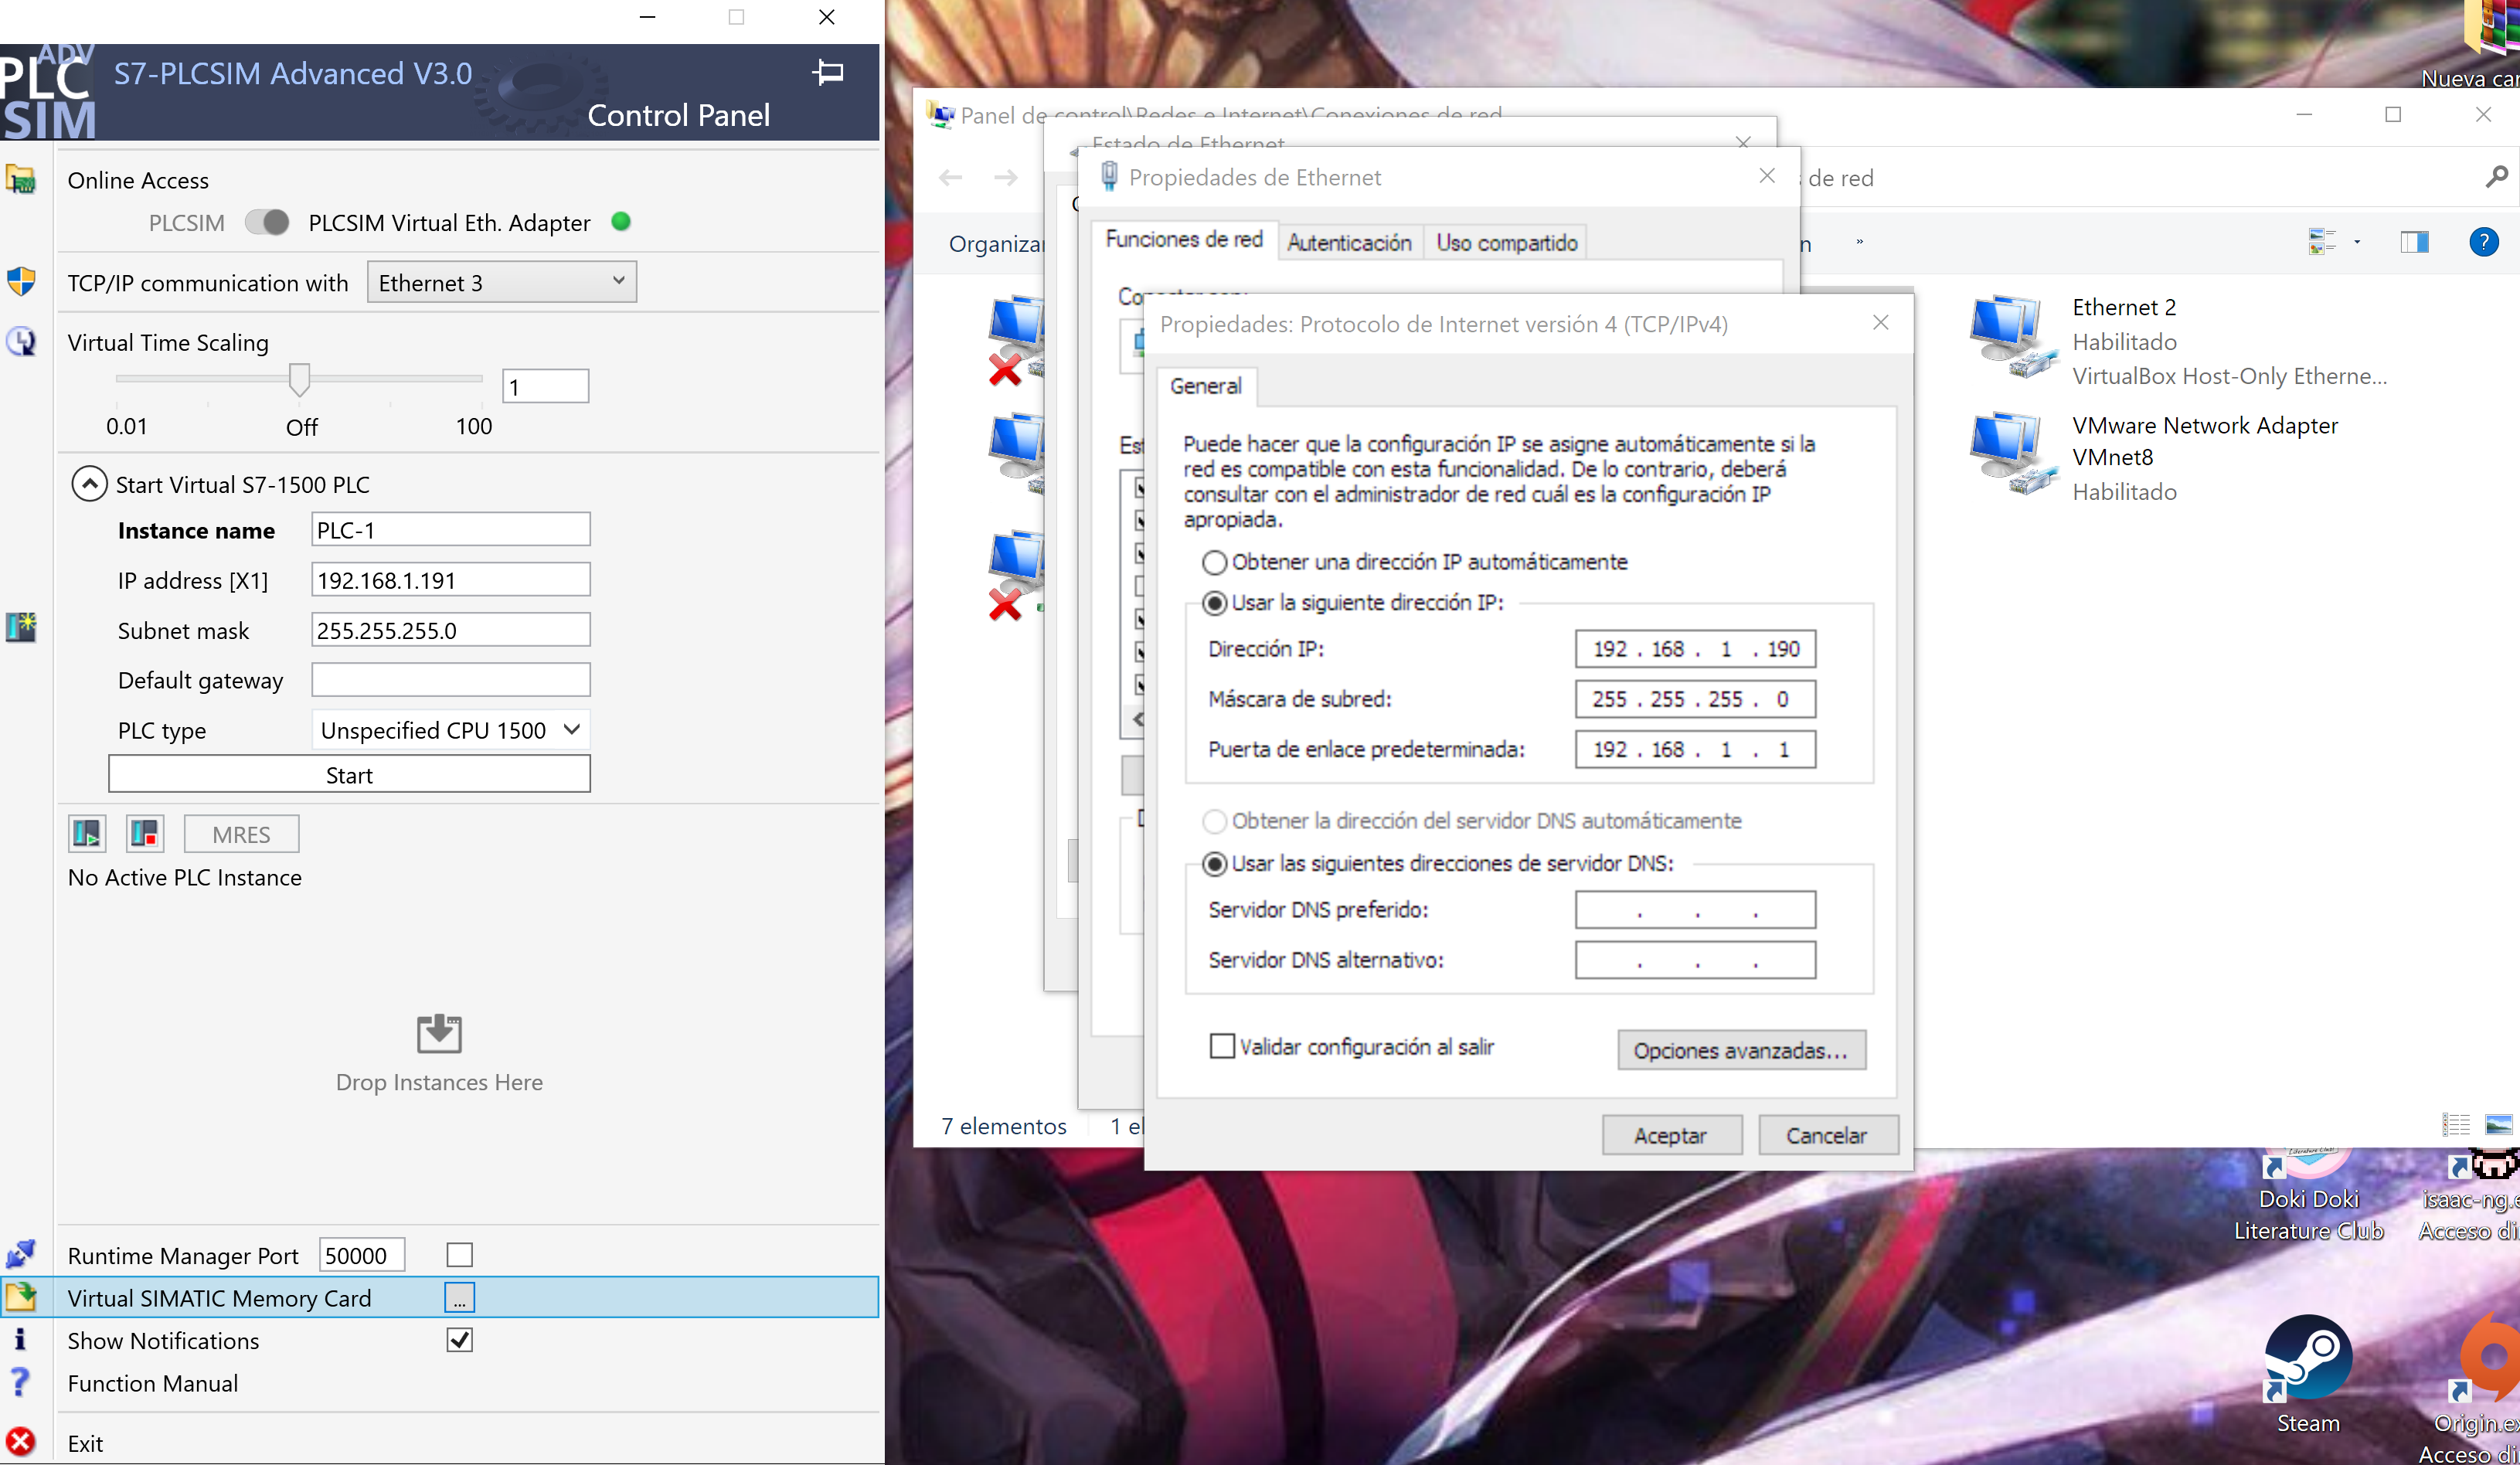 ADV
PLC
SIM
S7-PLCSIM Advanced V3.0
Control Panel
Online Access
PLCSIM
PLCSIM Virtual Eth. Adapter
TCP/IP communication with
Ethernet 3
Virtual Time Scaling
1
0.01
Off
100
Start Virtual S7-1500 PLC
Instance name
PLC-1
IP address [X1]
192.168.1.191
Subnet mask
255.255.255.0
Default gateway
PLC type
Unspecified CPU 1500
Start
MRES
No Active PLC Instance
Drop Instances Here
Runtime Manager Port
50000
Virtual SIMATIC Memory Card
...
Show Notifications
Function Manual
Exit
Panel de control\Redes e Internet\Conexiones de red
Estado de Ethernet
Propiedades de Ethernet
de red
Organizar
»
Funciones de red
Autenticación
Uso compartido
Propiedades: Protocolo de Internet versión 4 (TCP/IPv4)
General
Puede hacer que la configuración IP se asigne automáticamente si la
red es compatible con esta funcionalidad. De lo contrario, deberá
consultar con el administrador de red cuál es la configuración IP
apropiada.
Obtener una dirección IP automáticamente
Usar la siguiente dirección IP:
Dirección IP:
192 . 168 . 1 . 190
Máscara de subred:
255 . 255 . 255 . 0
Puerta de enlace predeterminada:
192 . 168 . 1 . 1
Obtener la dirección del servidor DNS automáticamente
Usar las siguientes direcciones de servidor DNS:
Servidor DNS preferido:
. . .
Servidor DNS alternativo:
. . .
Validar configuración al salir
Opciones avanzadas...
Aceptar
Cancelar
Ethernet 2
Habilitado
VirtualBox Host-Only Etherne...
VMware Network Adapter
VMnet8
Habilitado
7 elementos
1 el
Nueva car
Doki Doki
Literature Club
isaac-ng.e
Acceso di
Steam
Origin.ex
Acceso di